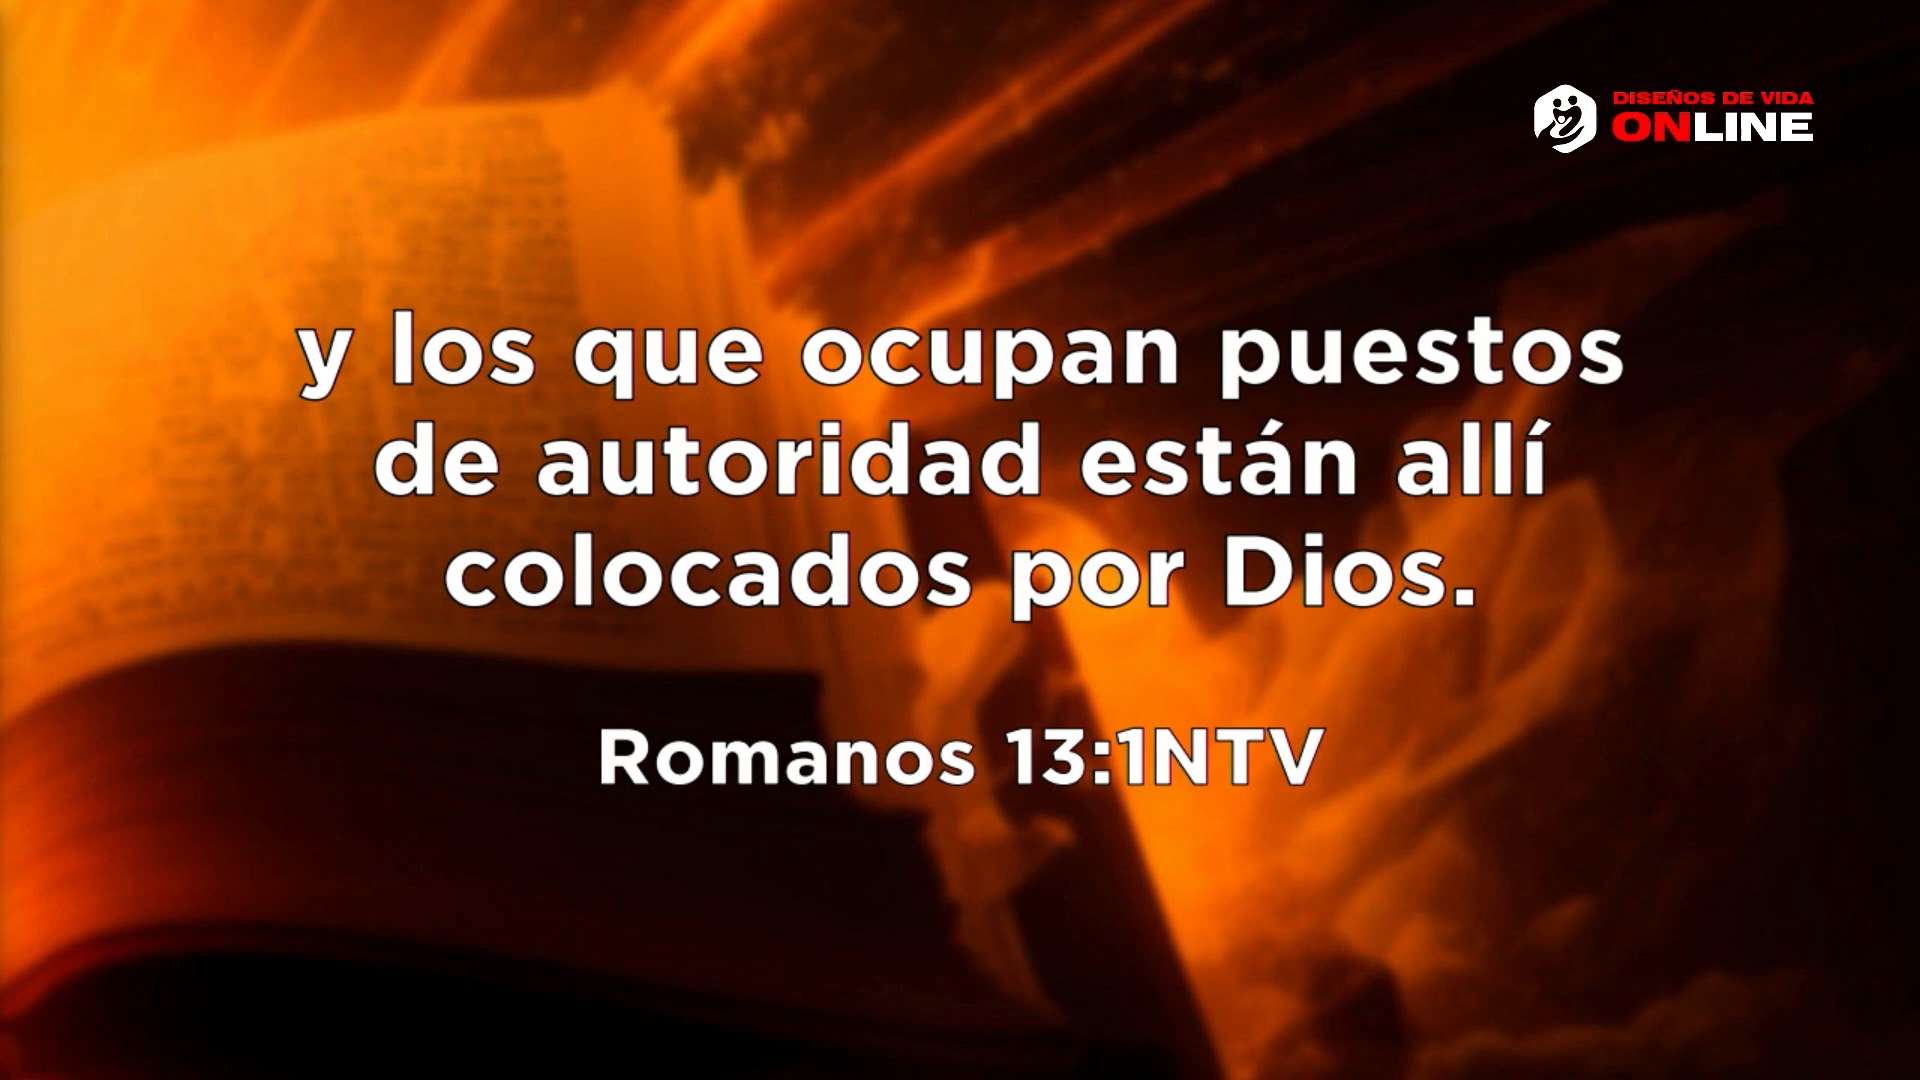 DISEÑOS DE VIDA
ONLINE
y los que ocupan puestos
de autoridad están allí
colocados por Dios.
Romanos 13:1NTV